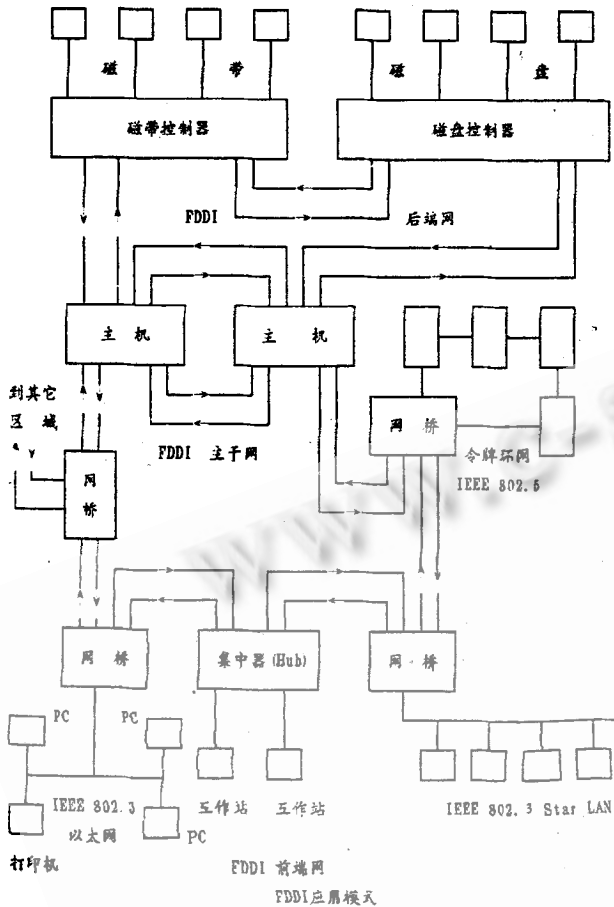 磁 带
磁 盘
磁带控制器
磁盘控制器
FDDI 后端网
主 机
主 机
到其它
区 域
网 桥
FDDI 主干网
令牌环网
IEEE 802.5
网
桥
网 桥
集中器(Hub)
网 桥
PC PC
IEEE 802.3
以太网
PC
工作站 工作站
IEEE 802.3 Star LAN
打印机
FDDI 前端网
FDDI应用模式